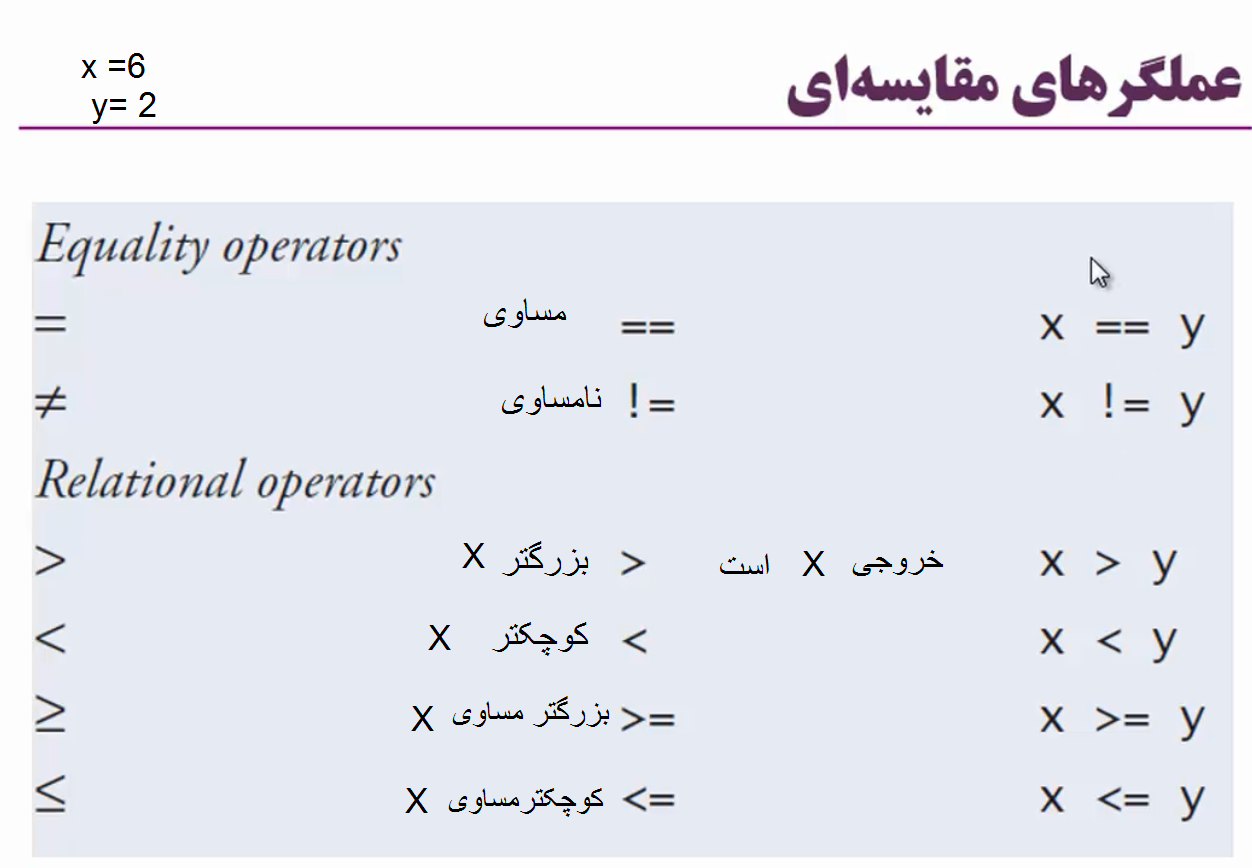 عملگرهای مقایسه‌ای
x =6
y= 2
Equality operators
= مساوی == x == y
≠ نامساوی != x != y
Relational operators
> X بزرگتر > خروجی X است x > y
< X کوچکتر < x < y
≥ X بزرگتر مساوی >= x >= y
≤ X کوچکترمساوی <= x <= y